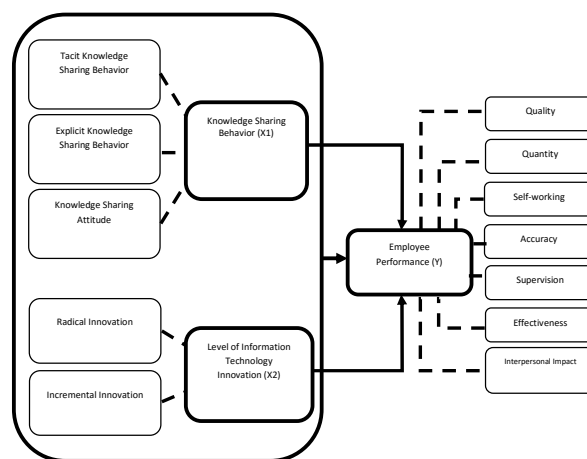 Tacit Knowledge
Sharing Behavior
Explicit Knowledge
Sharing Behavior
Knowledge Sharing
Attitude
Knowledge Sharing
Behavior (X1)
Radical Innovation
Incremental Innovation
Level of Information
Technology
Innovation (X2)
Employee
Performance (Y)
Quality
Quantity
Self-working
Accuracy
Supervision
Effectiveness
Interpersonal Impact